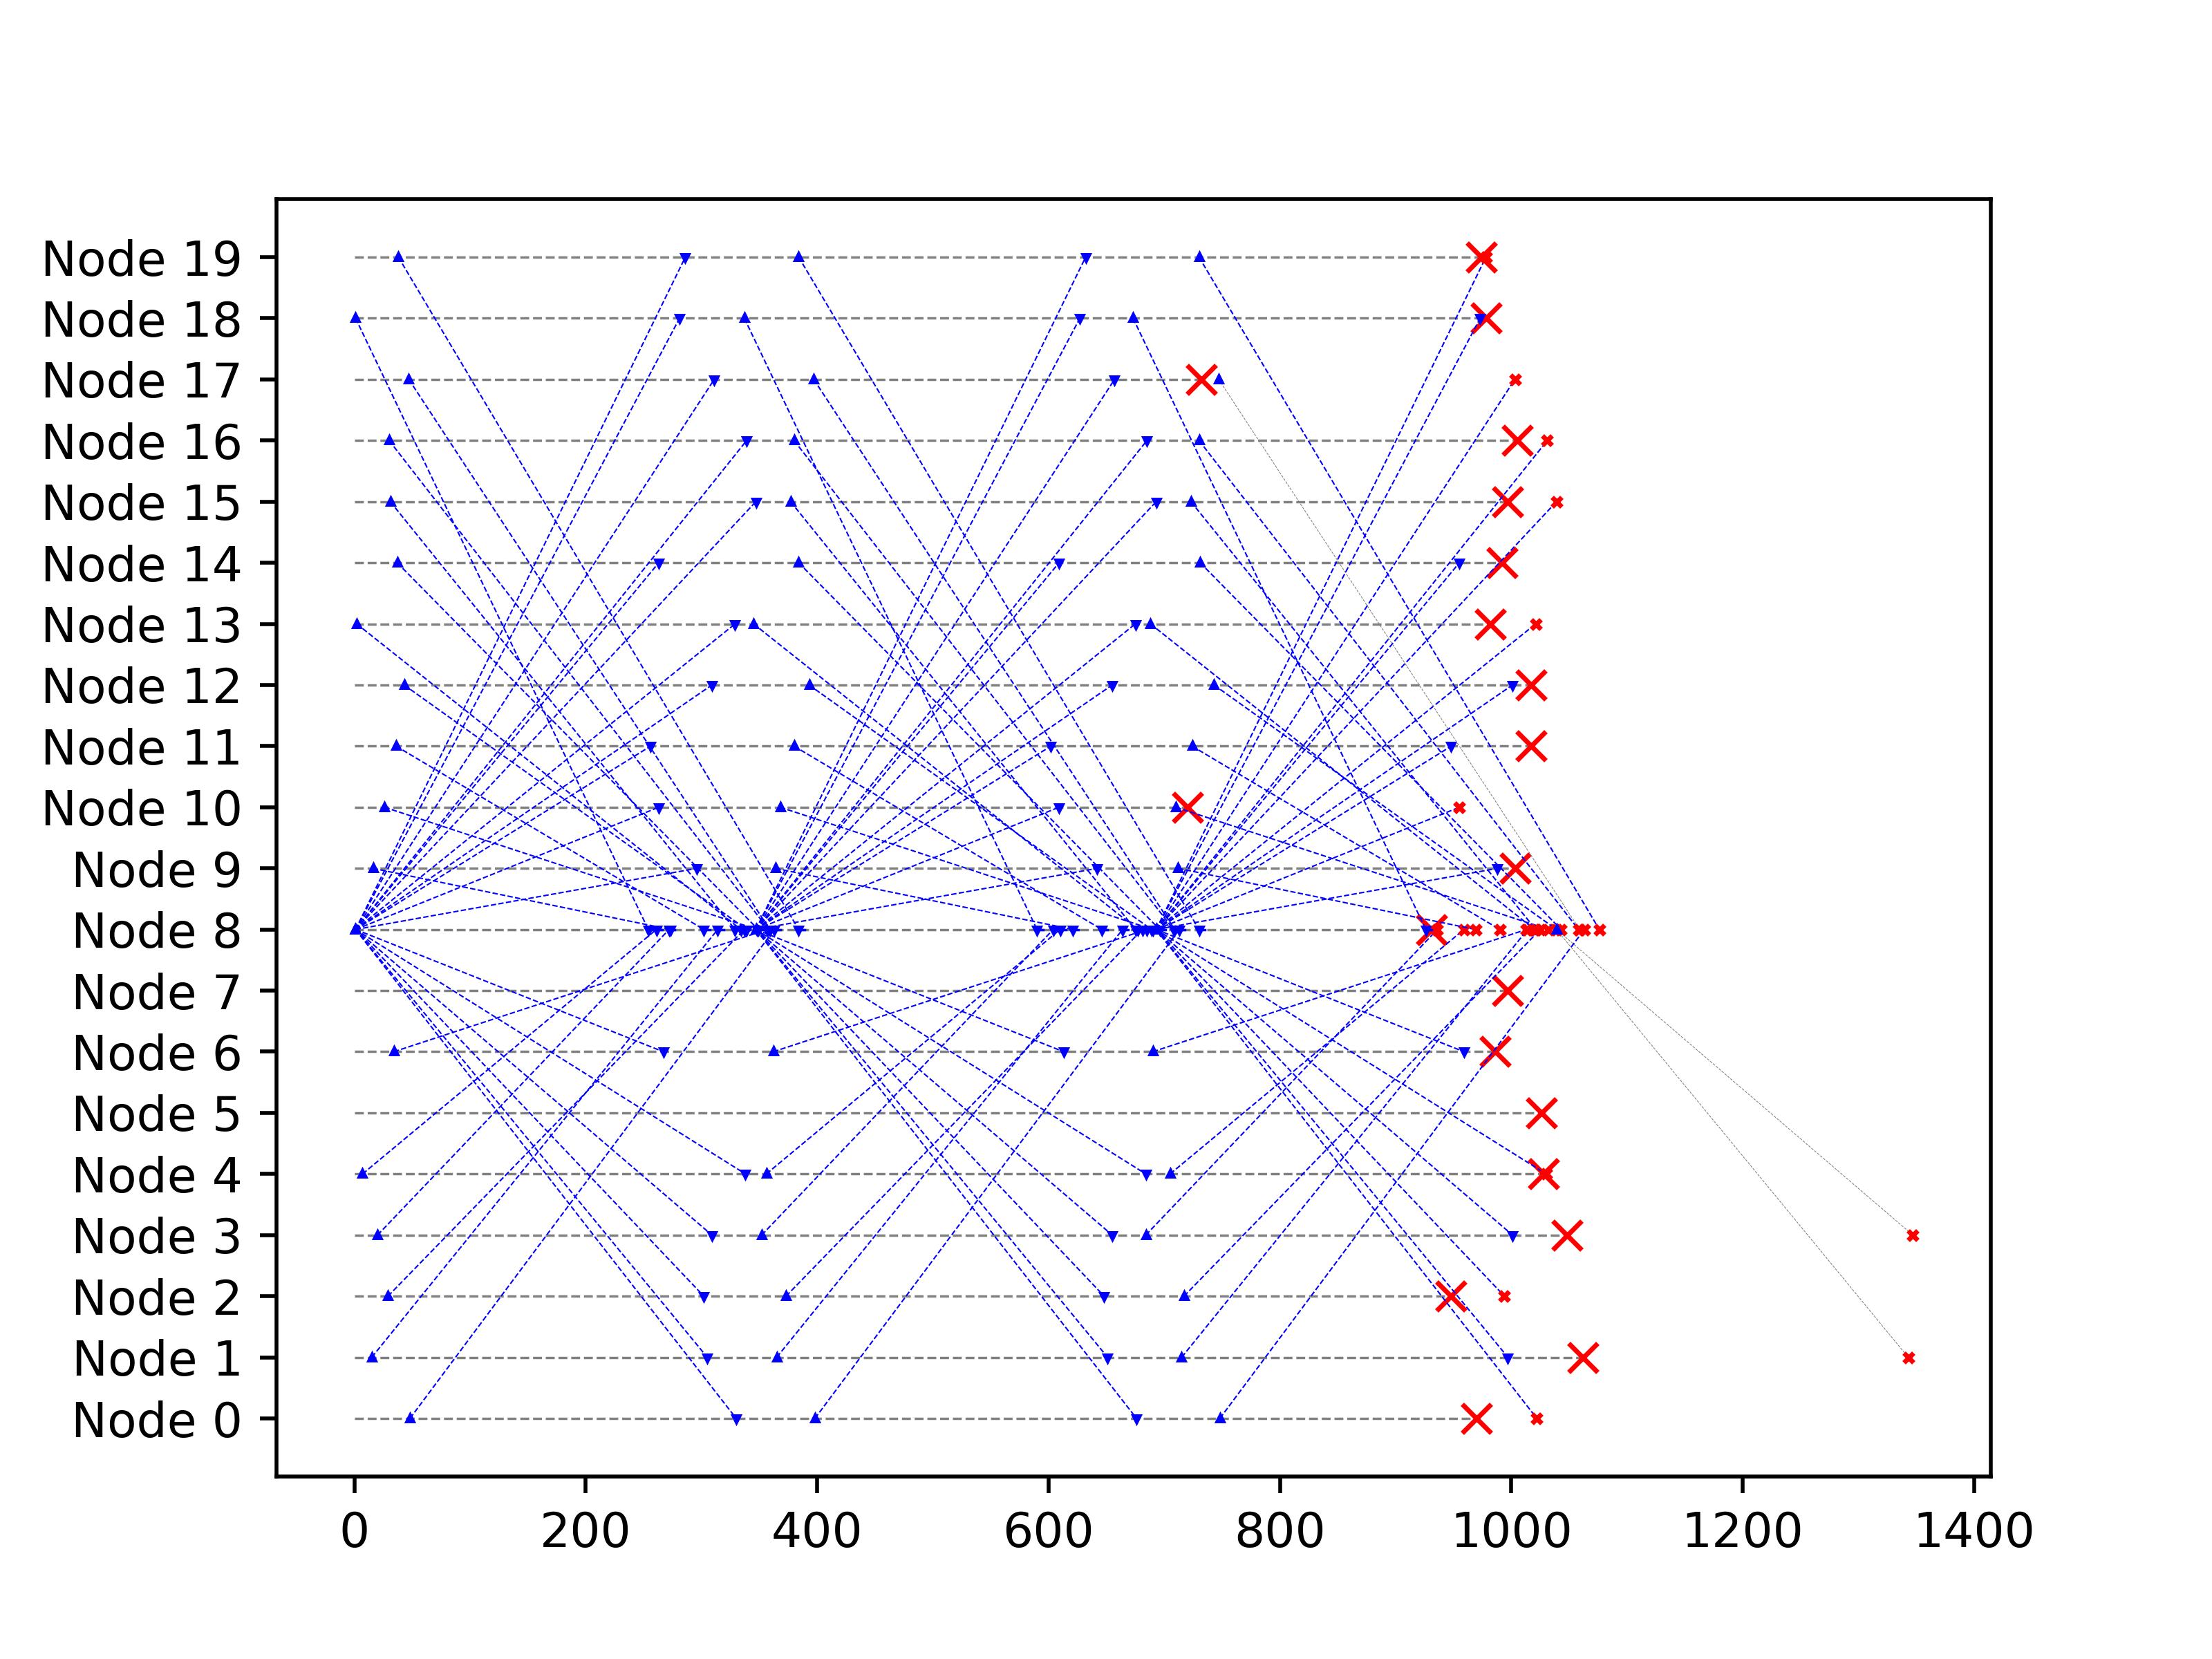 Node 19
Node 18
Node 17
Node 16
Node 15
Node 14
Node 13
Node 12
Node 11
Node 10
Node 9
Node 8
Node 7
Node 6
Node 5
Node 4
Node 3
Node 2
Node 1
Node 0
0 200 400 600 800 1000 1200 1400